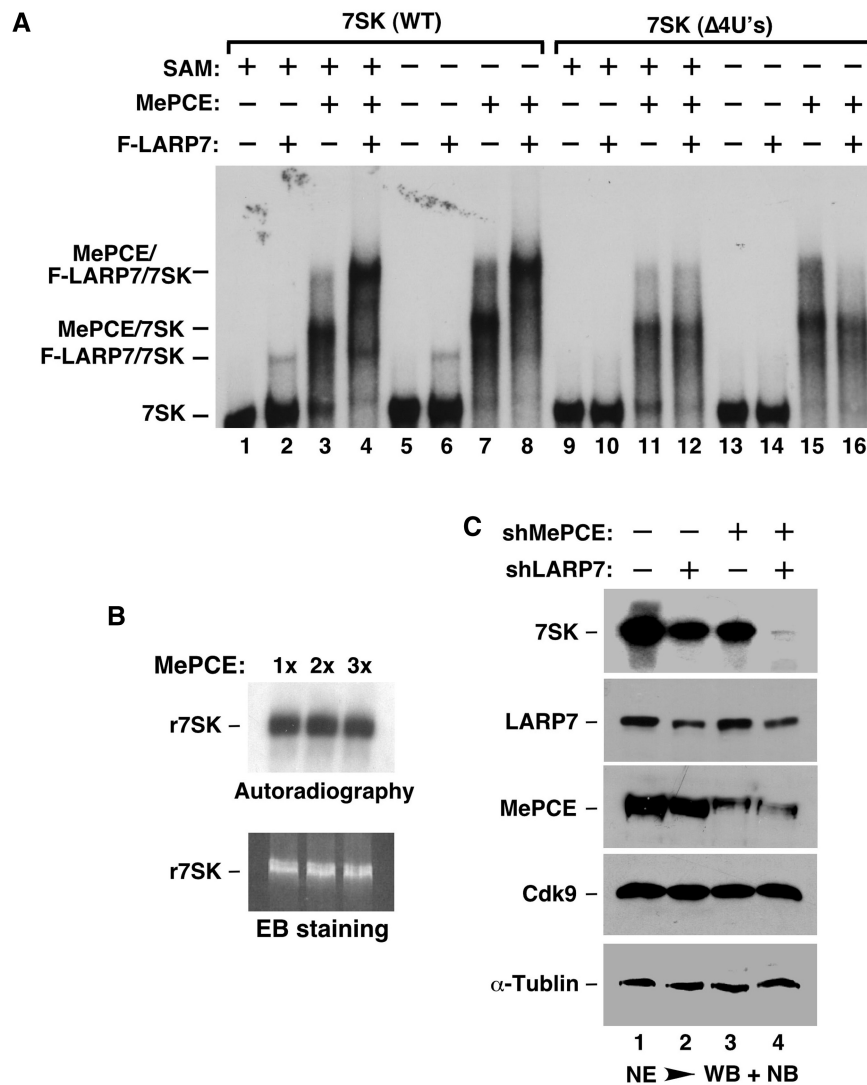 A
7SK (WT) 7SK (Δ4U's)
SAM: + + + + − − − − + + + + − − − −
MePCE: − − + + − − + + − − + + − − + +
F-LARP7: − + − + − + − + − + − + − + − +
MePCE/
F-LARP7/7SK
MePCE/7SK
F-LARP7/7SK
7SK
1 2 3 4 5 6 7 8 9 10 11 12 13 14 15 16
B
MePCE: 1x 2x 3x
r7SK
Autoradiography
r7SK
EB staining
C
shMePCE: − − + +
shLARP7: − + − +
7SK
LARP7
MePCE
Cdk9
α-Tublin
1 2 3 4
NE ➤ WB + NB